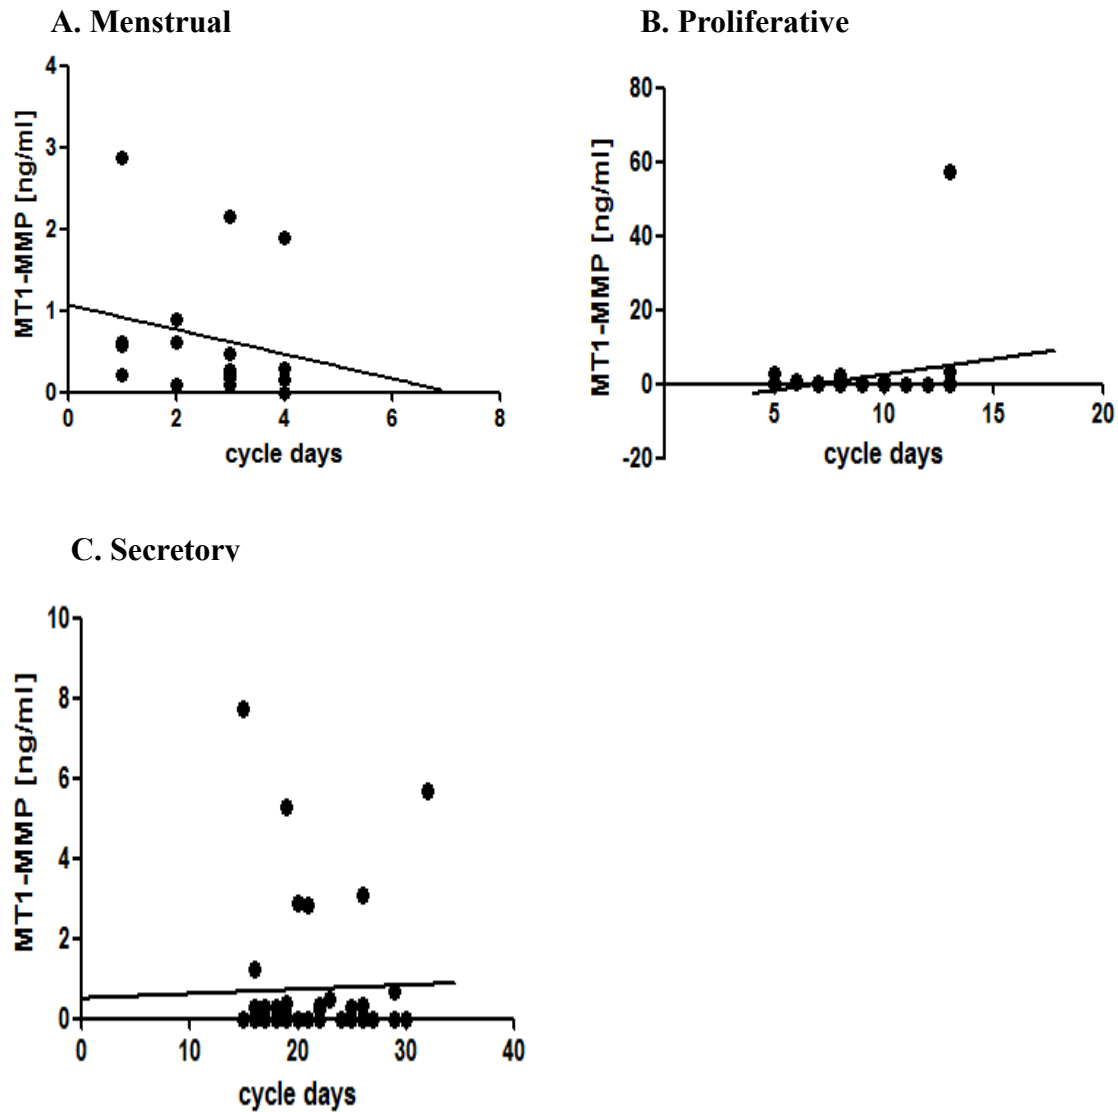 A. Menstrual
4
3
2
1
0
MT1-MMP [ng/ml]
0 2 4 6 8
cycle days
B. Proliferative
80
60
40
20
0
-20
MT1-MMP [ng/ml]
5 10 15 20
cycle days
C. Secretory
10
8
6
4
2
0
MT1-MMP [ng/ml]
0 10 20 30 40
cycle days